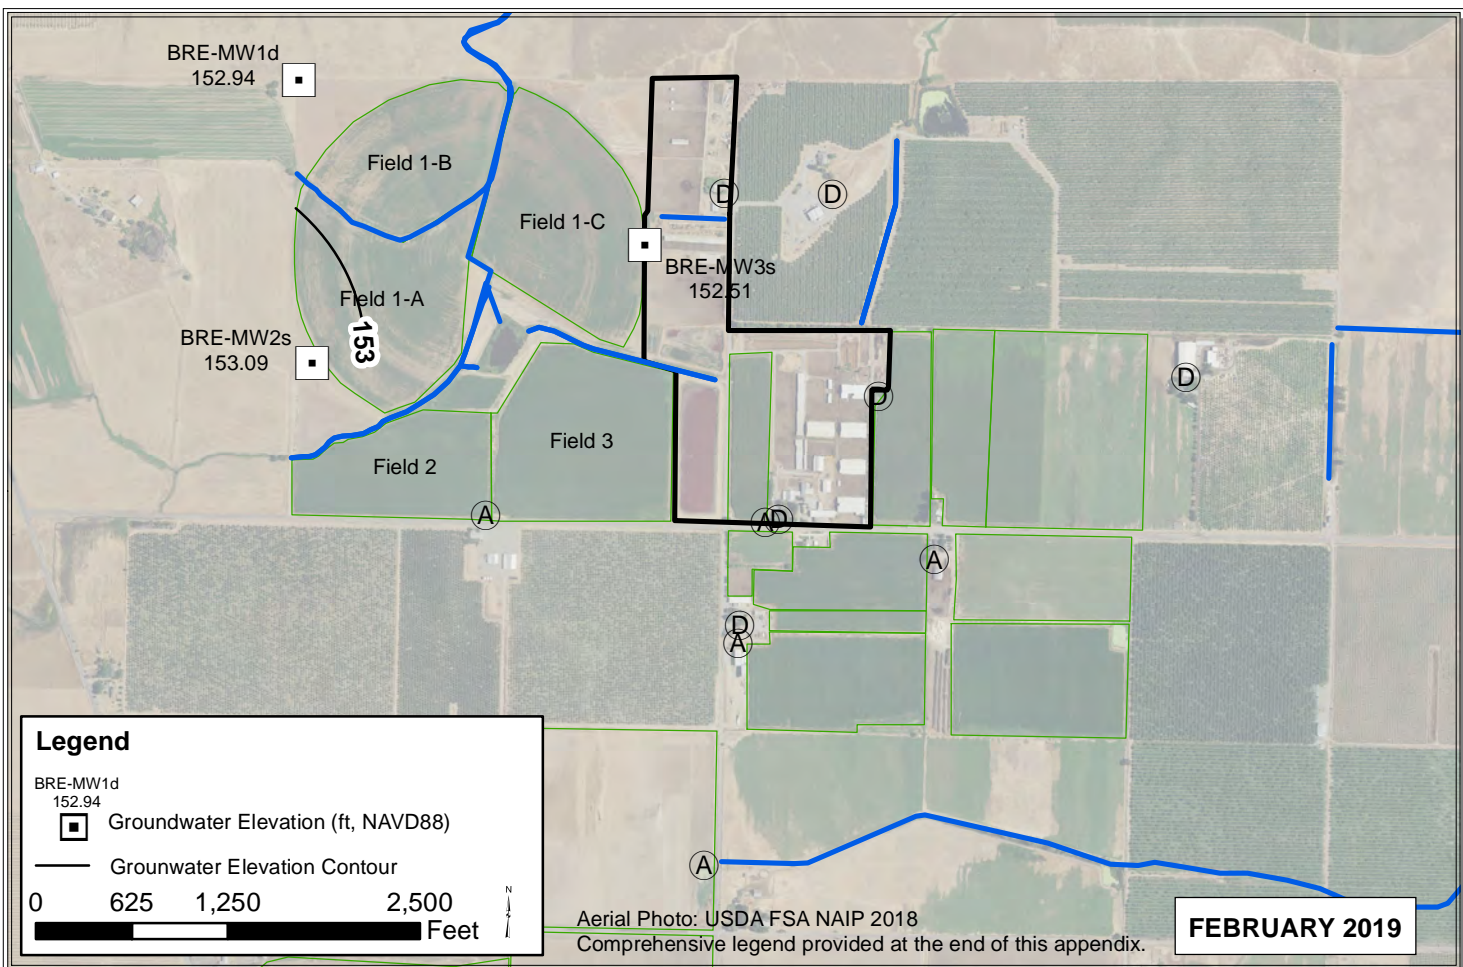 BRE-MW1d
152.94
Field 1-B
D
D
Field 1-C
BRE-MW3s
152.51
Field 1-A
153
BRE-MW2s
153.09
D
D
Field 3
Field 2
A
A
D
A
D
A
A
Legend
BRE-MW1d
152.94
Groundwater Elevation (ft, NAVD88)
Grounwater Elevation Contour
0 625 1,250 2,500
Feet
N
Aerial Photo: USDA FSA NAIP 2018
Comprehensive legend provided at the end of this appendix.
FEBRUARY 2019